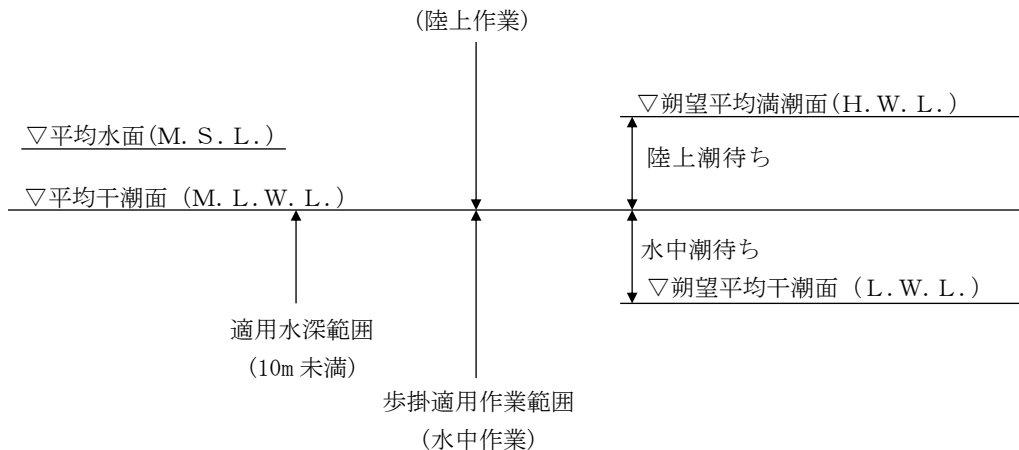 (陸上作業)
▽朔望平均満潮面(H.W.L.)
▽平均水面(M.S.L.)
陸上潮待ち
▽平均干潮面 (M.L.W.L.)
水中潮待ち
▽朔望平均干潮面 (L.W.L.)
適用水深範囲
(10m 未満)
歩掛適用作業範囲
(水中作業)